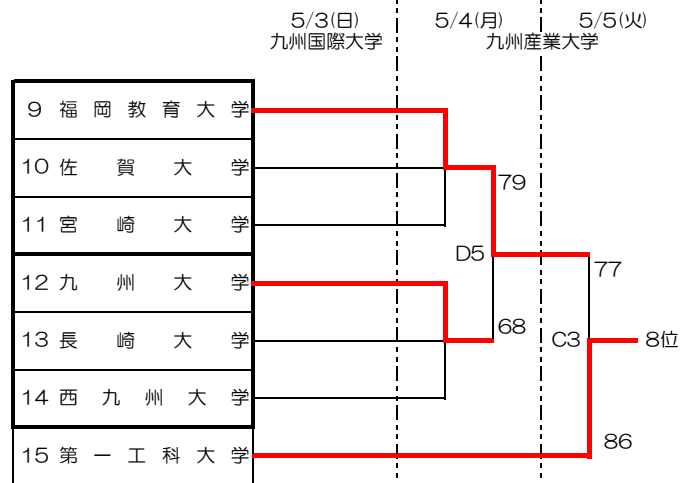 5/3(日) 5/4(月) 5/5(火)
九州国際大学 九州産業大学
9 福岡教育大学
10 佐賀大学
79
11 宮崎大学
D5
77
12 九州大学
68
13 長崎大学
C3 8位
14 西九州大学
86
15 第一工科大学